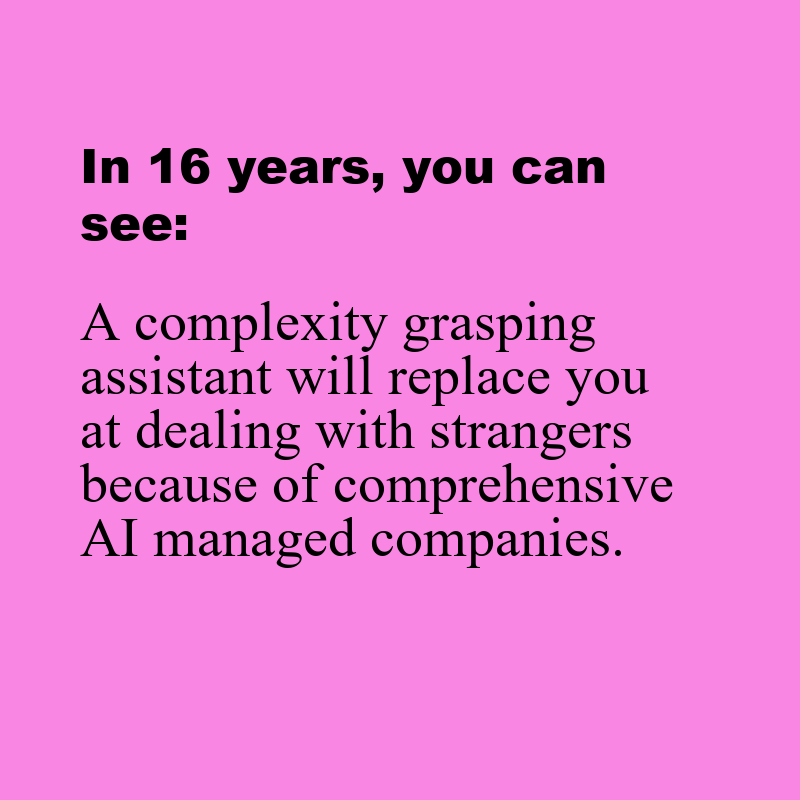 In 16 years, you can
see:
A complexity grasping
assistant will replace you
at dealing with strangers
because of comprehensive
AI managed companies.